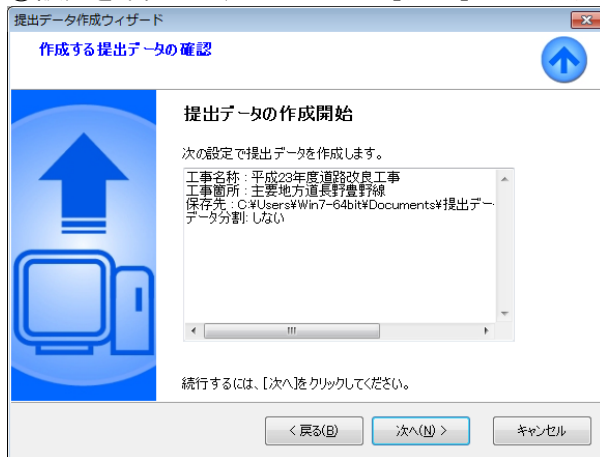 提出データ作成ウィザード
作成する提出データの確認
提出データの作成開始
次の設定で提出データを作成します。
工事名称 : 平成23年度道路改良工事
工事箇所 : 主要地方道長野豊野線
保存先 : C:¥Users¥Win7-64bit¥Documents¥提出デー
データ分割: しない
続行するには、[次へ]をクリックしてください。
< 戻る(B)
次へ(N) >
キャンセル